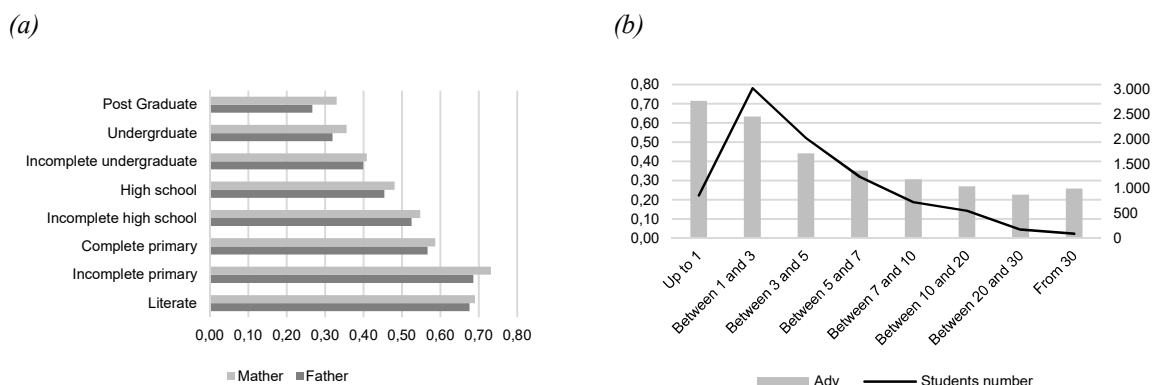 (a)
Post Graduate
Undergrduate
Incomplete undergraduate
High school
Incomplete high school
Complete primary
Incomplete primary
Literate
0,00 0,10 0,20 0,30 0,40 0,50 0,60 0,70 0,80
Mather Father
(b)
0,80
0,70
0,60
0,50
0,40
0,30
0,20
0,10
0,00
3.000
2.500
2.000
1.500
1.000
500
0
Up to 1
Between 1 and 3
Between 3 and 5
Between 5 and 7
Between 7 and 10
Between 10 and 20
Between 20 and 30
From 30
Adv Students number